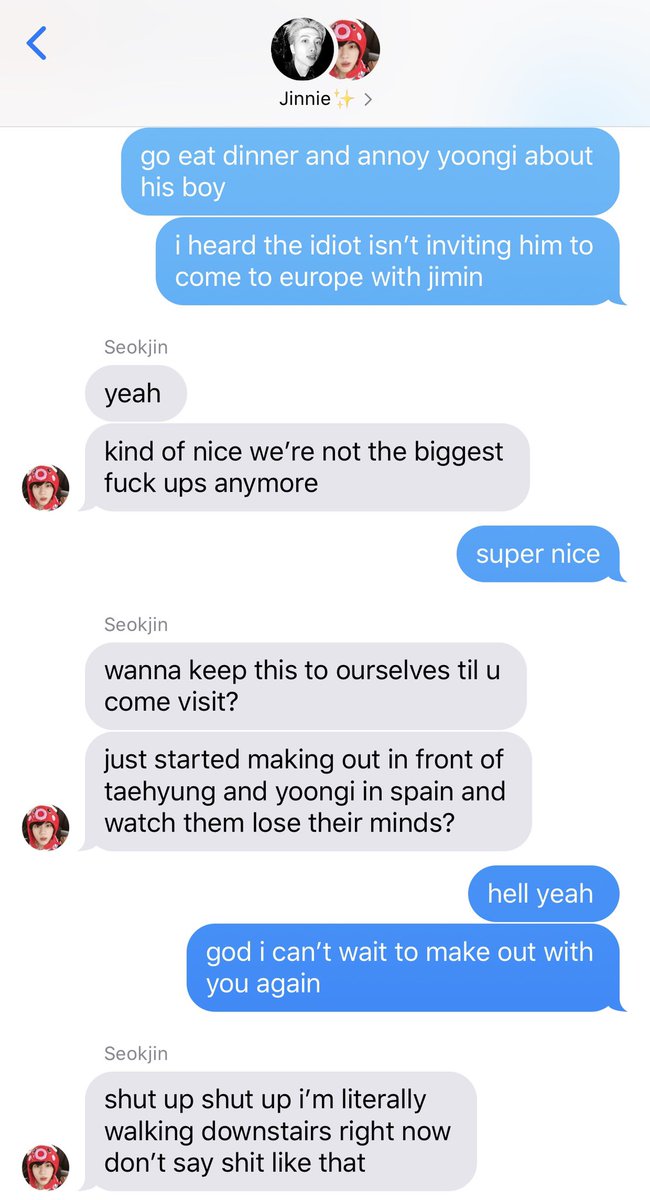 Jinnie✨ >
go eat dinner and annoy yoongi about
his boy
i heard the idiot isn’t inviting him to
come to europe with jimin
Seokjin
yeah
kind of nice we’re not the biggest
fuck ups anymore
super nice
Seokjin
wanna keep this to ourselves til u
come visit?
just started making out in front of
taehyung and yoongi in spain and
watch them lose their minds?
hell yeah
god i can’t wait to make out with
you again
Seokjin
shut up shut up i’m literally
walking downstairs right now
don’t say shit like that